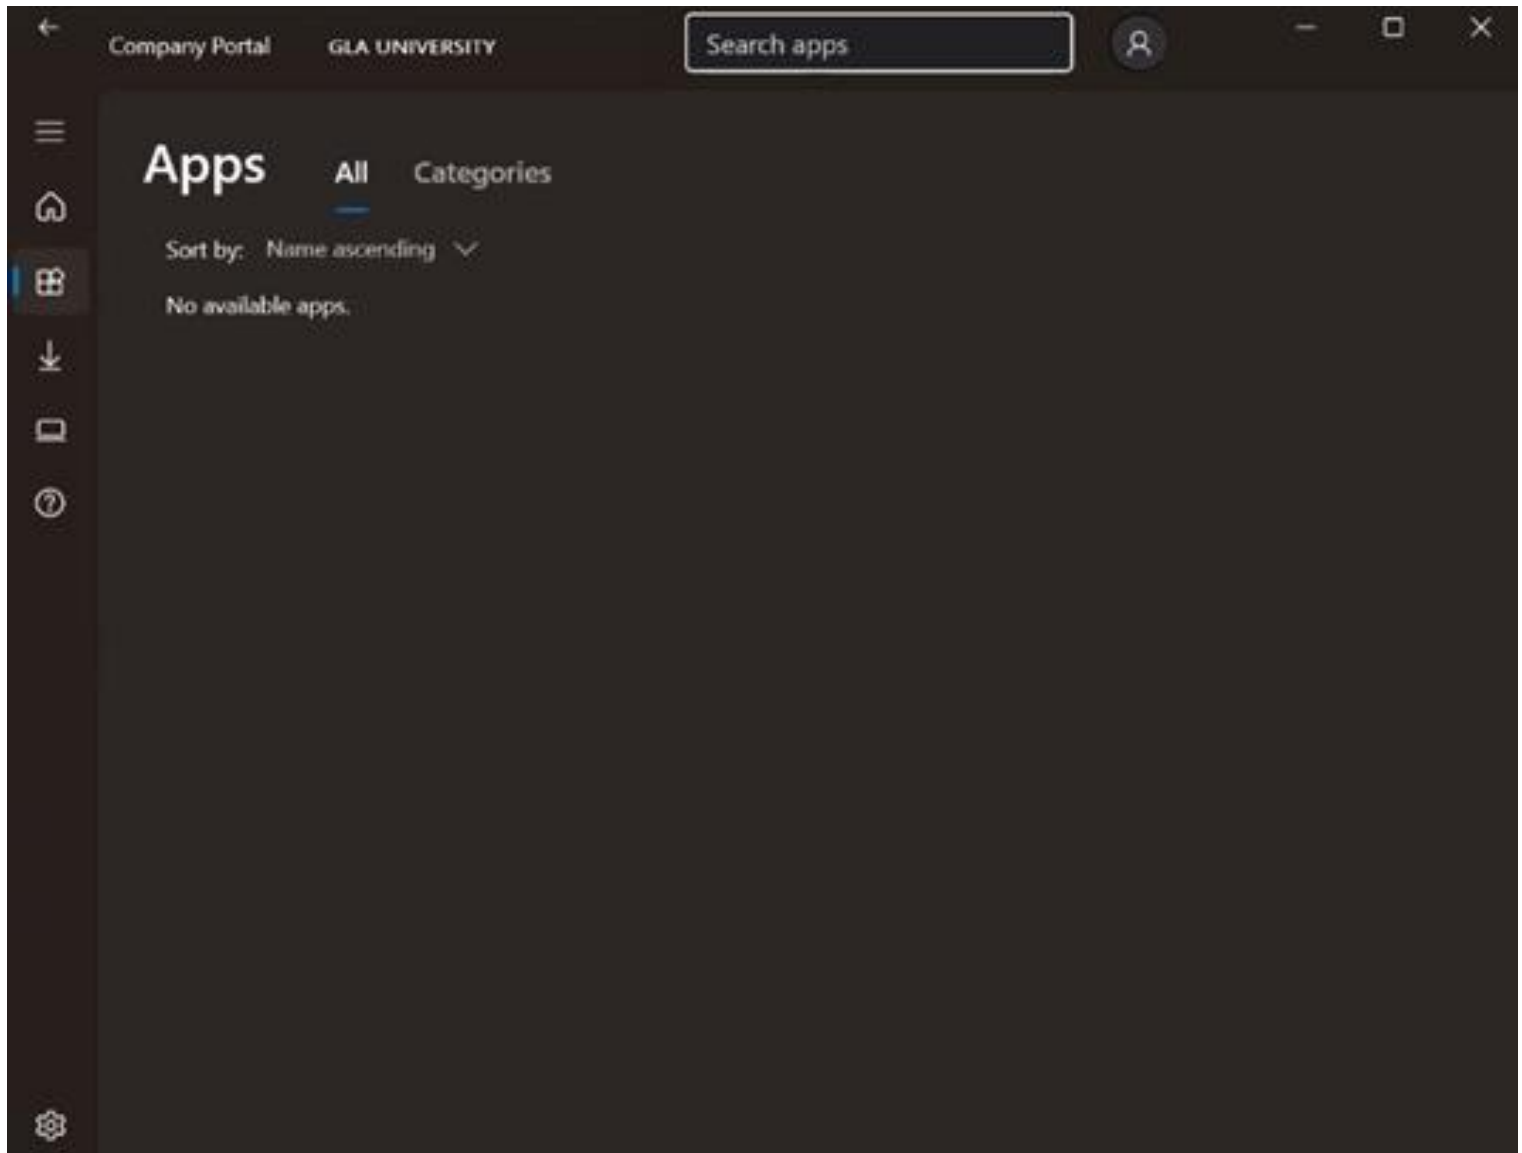 Company Portal GLA UNIVERSITY Search apps
Apps All Categories
Sort by: Name ascending
No available apps.